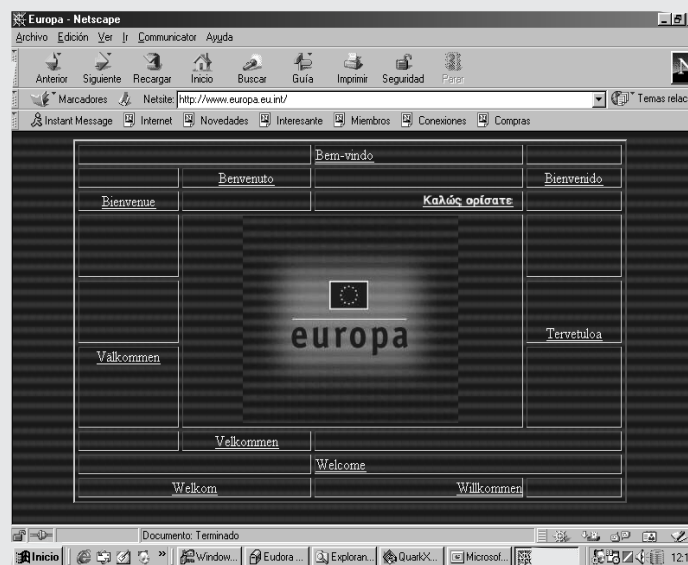 Europa - Netscape
Archivo Edición Ver Ir Communicator Ayuda
Anterior Siguiente Recargar Inicio Buscar Guía Imprimir Seguridad Parar
Marcadores Netsite: http://www.europa.eu.int/ Temas relac
Instant Message Internet Novedades Interesante Miembros Conexiones Compras
Bem-vindo
Benvenuto Bienvenido
Bienvenue Καλώς ορίσατε
europa
Tervetuloa
Välkommen
Velkommen
Welcome
Welkom Willkommen
Documento: Terminado
Inicio » Window... Eudora ... Exploran... QuarkX... Microsof... 12:1